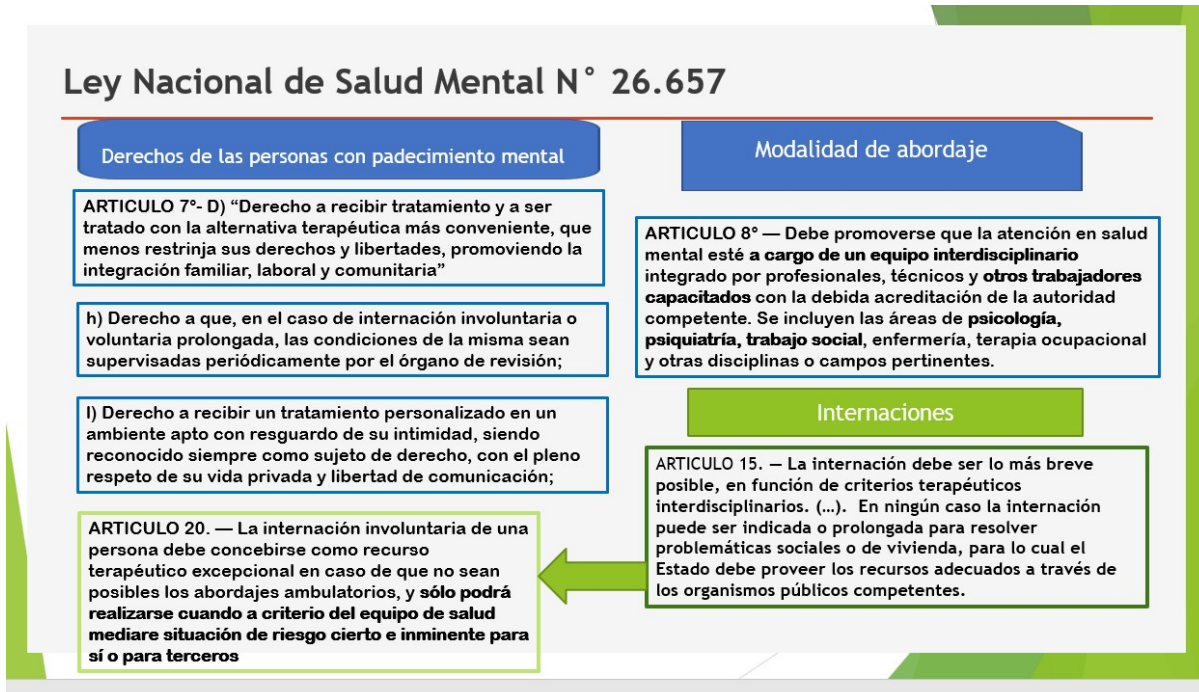 Ley Nacional de Salud Mental N° 26.657
Derechos de las personas con padecimiento mental
ARTICULO 7°- D) “Derecho a recibir tratamiento y a ser
tratado con la alternativa terapéutica más conveniente, que
menos restrinja sus derechos y libertades, promoviendo la
integración familiar, laboral y comunitaria”
h) Derecho a que, en el caso de internación involuntaria o
voluntaria prolongada, las condiciones de la misma sean
supervisadas periódicamente por el órgano de revisión;
l) Derecho a recibir un tratamiento personalizado en un
ambiente apto con resguardo de su intimidad, siendo
reconocido siempre como sujeto de derecho, con el pleno
respeto de su vida privada y libertad de comunicación;
Modalidad de abordaje
ARTICULO 8° — Debe promoverse que la atención en salud
mental esté a cargo de un equipo interdisciplinario
integrado por profesionales, técnicos y otros trabajadores
capacitados con la debida acreditación de la autoridad
competente. Se incluyen las áreas de psicología,
psiquiatría, trabajo social, enfermería, terapia ocupacional
y otras disciplinas o campos pertinentes.
Internaciones
ARTICULO 15. — La internación debe ser lo más breve
posible, en función de criterios terapéuticos
interdisciplinarios. (…). En ningún caso la internación
puede ser indicada o prolongada para resolver
problemáticas sociales o de vivienda, para lo cual el
Estado debe proveer los recursos adecuados a través de
los organismos públicos competentes.
ARTICULO 20. — La internación involuntaria de una
persona debe concebirse como recurso
terapéutico excepcional en caso de que no sean
posibles los abordajes ambulatorios, y sólo podrá
realizarse cuando a criterio del equipo de salud
mediare situación de riesgo cierto e inminente para
sí o para terceros